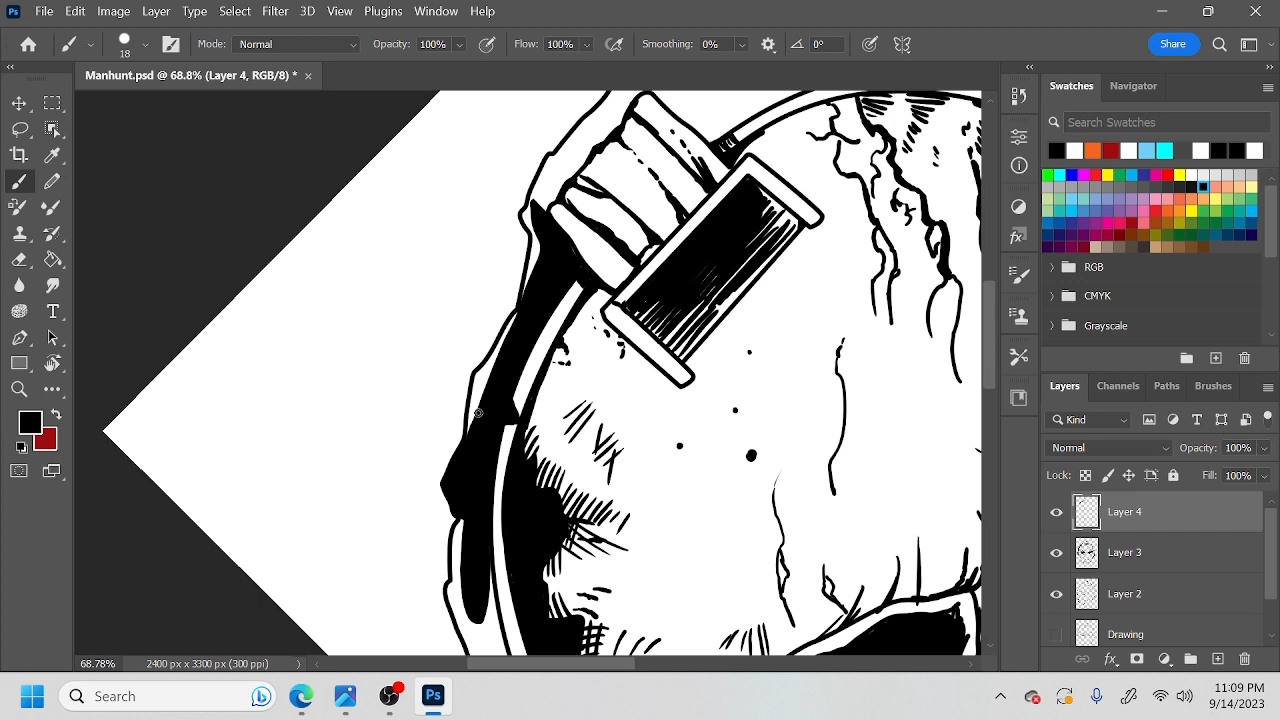 Ps File Edit Image Layer Type Select Filter 3D View Plugins Window Help
18 Mode: Normal Opacity: 100% Flow: 100% Smoothing: 0% 0° Share
Manhunt.psd @ 68.8% (Layer 4, RGB/8) *
Swatches Navigator
Search Swatches
RGB
CMYK
Greyscale
Layers Channels Paths Brushes
Kind
Normal Opacity: 100%
Lock: Fill: 100%
Layer 4
Layer 3
Layer 2
Drawing
68.78% 2400 px x 3300 px (300 ppi)
Search Ps 11:09 PM
9/14/2023